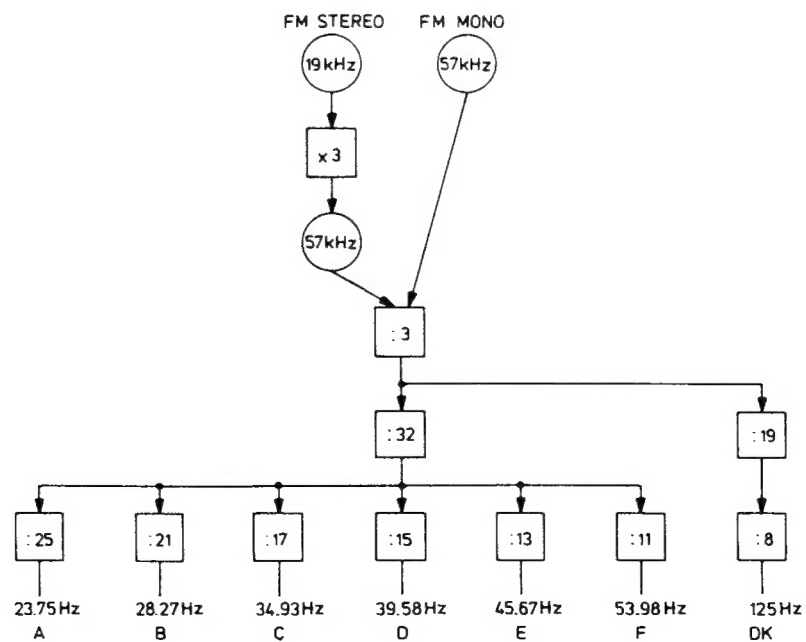 FM STEREO FM MONO
19kHz 57kHz
×3
57kHz
:3
:32 :19
:25 :21 :17 :15 :13 :11 :8
23.75Hz 28.27Hz 34.93Hz 39.58Hz 45.67Hz 53.98Hz 125Hz
A B C D E F DK